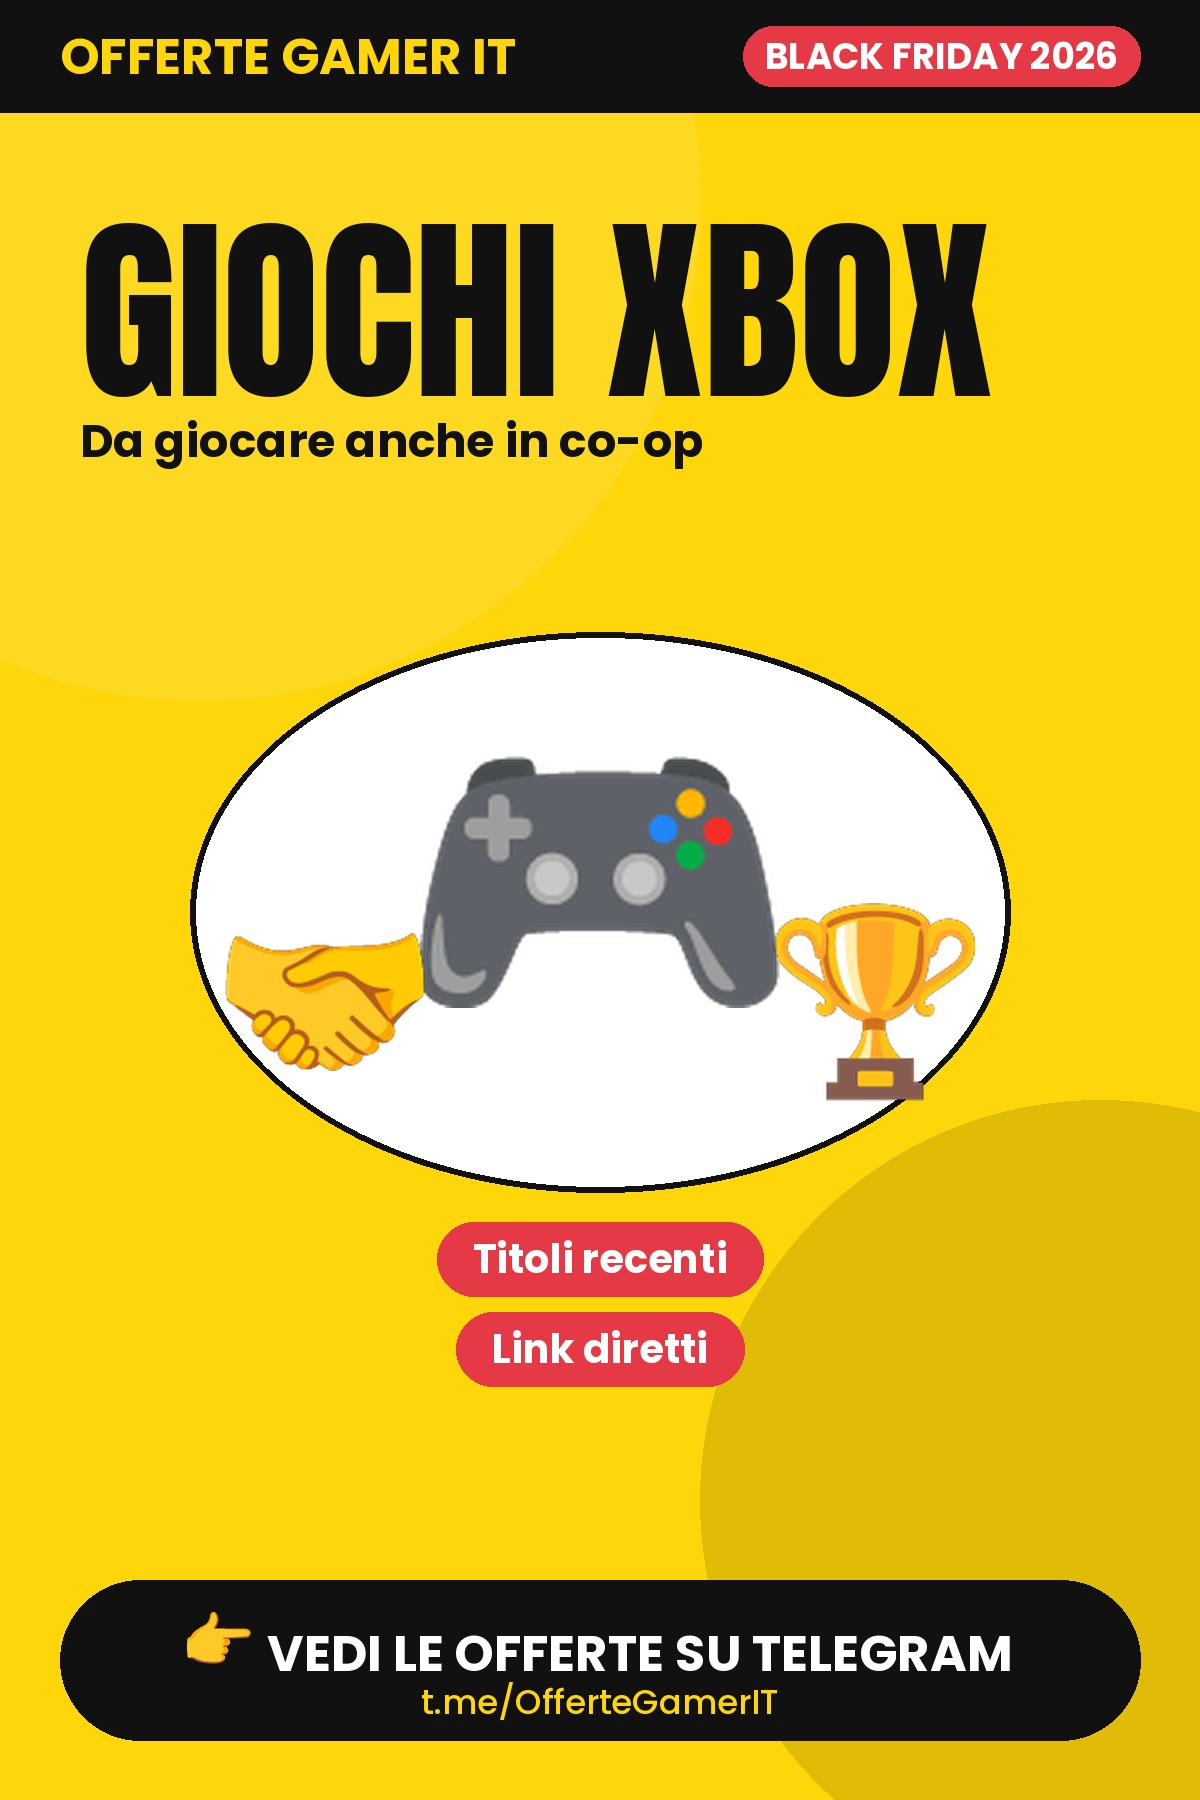 OFFERTE GAMER IT
BLACK FRIDAY 2026
GIOCHI XBOX
Da giocare anche in co-op
Titoli recenti
Link diretti
VEDI LE OFFERTE SU TELEGRAM
t.me/OfferteGamerIT